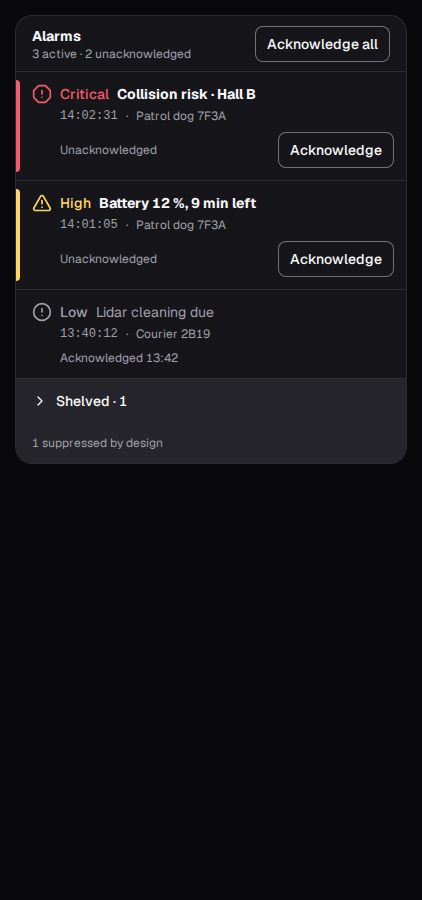 Alarms
3 active · 2 unacknowledged
Acknowledge all
Critical Collision risk · Hall B
14:02:31 · Patrol dog 7F3A
Unacknowledged
Acknowledge
High Battery 12 %, 9 min left
14:01:05 · Patrol dog 7F3A
Unacknowledged
Acknowledge
Low Lidar cleaning due
13:40:12 · Courier 2B19
Acknowledged 13:42
Shelved · 1
1 suppressed by design